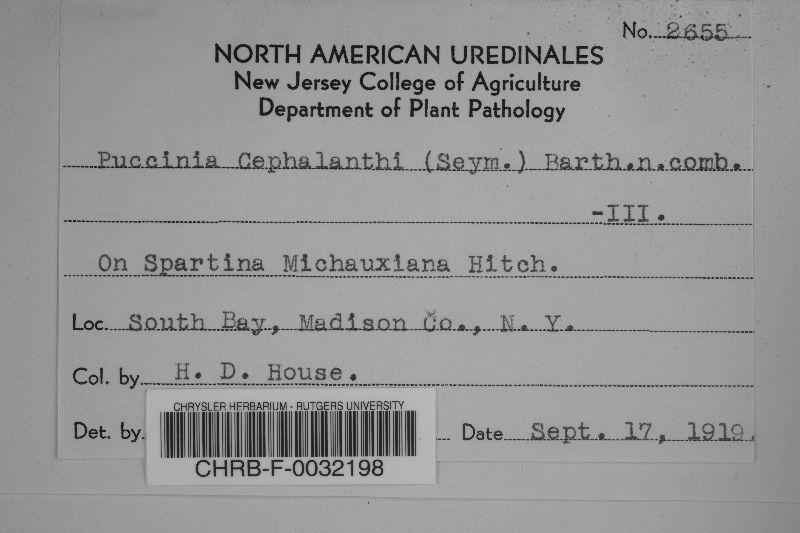 No. 2655
NORTH AMERICAN UREDINALES
New Jersey College of Agriculture
Department of Plant Pathology
Puccinia Cephalanthi (Seym.) Barth.n.comb.
-III.
On Spartina Michauxiana Hitch.
Loc. South Bay, Madison Co., N. Y.
Col. by H. D. House.
Det. by Date Sept. 17, 1919.
CHRYSLER HERBARIUM - RUTGERS UNIVERSITY
CHRB-F-0032198